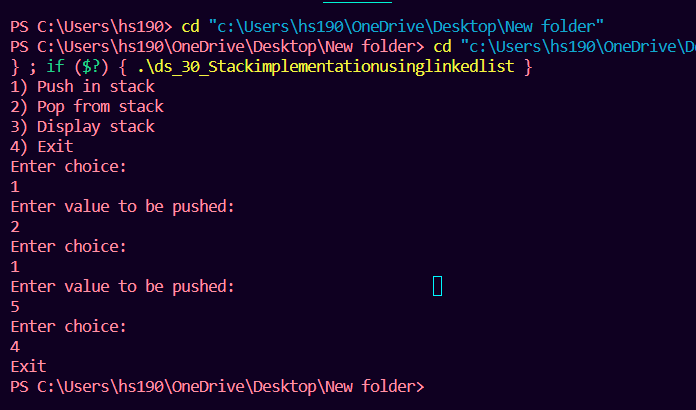 PS C:\Users\hs190> cd "c:\Users\hs190\OneDrive\Desktop\New folder"
PS C:\Users\hs190\OneDrive\Desktop\New folder> cd "c:\Users\hs190\OneDrive\D
} ; if ($?) { .\ds_30_Stackimplementationusinglinkedlist }
1) Push in stack
2) Pop from stack
3) Display stack
4) Exit
Enter choice:
1
Enter value to be pushed:
2
Enter choice:
1
Enter value to be pushed:
5
Enter choice:
4
Exit
PS C:\Users\hs190\OneDrive\Desktop\New folder>